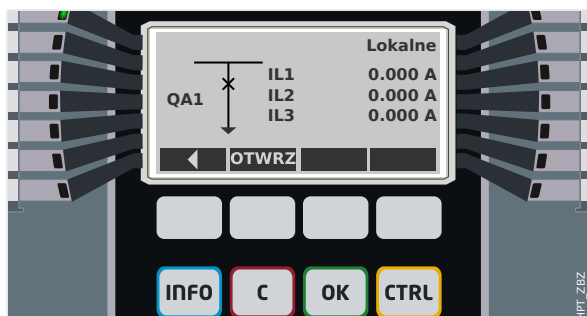 Lokalne
IL1 0.000 A
QA1
IL2 0.000 A
IL3 0.000 A
OTWRZ
INFO C OK CTRL
HPT_ZBZ